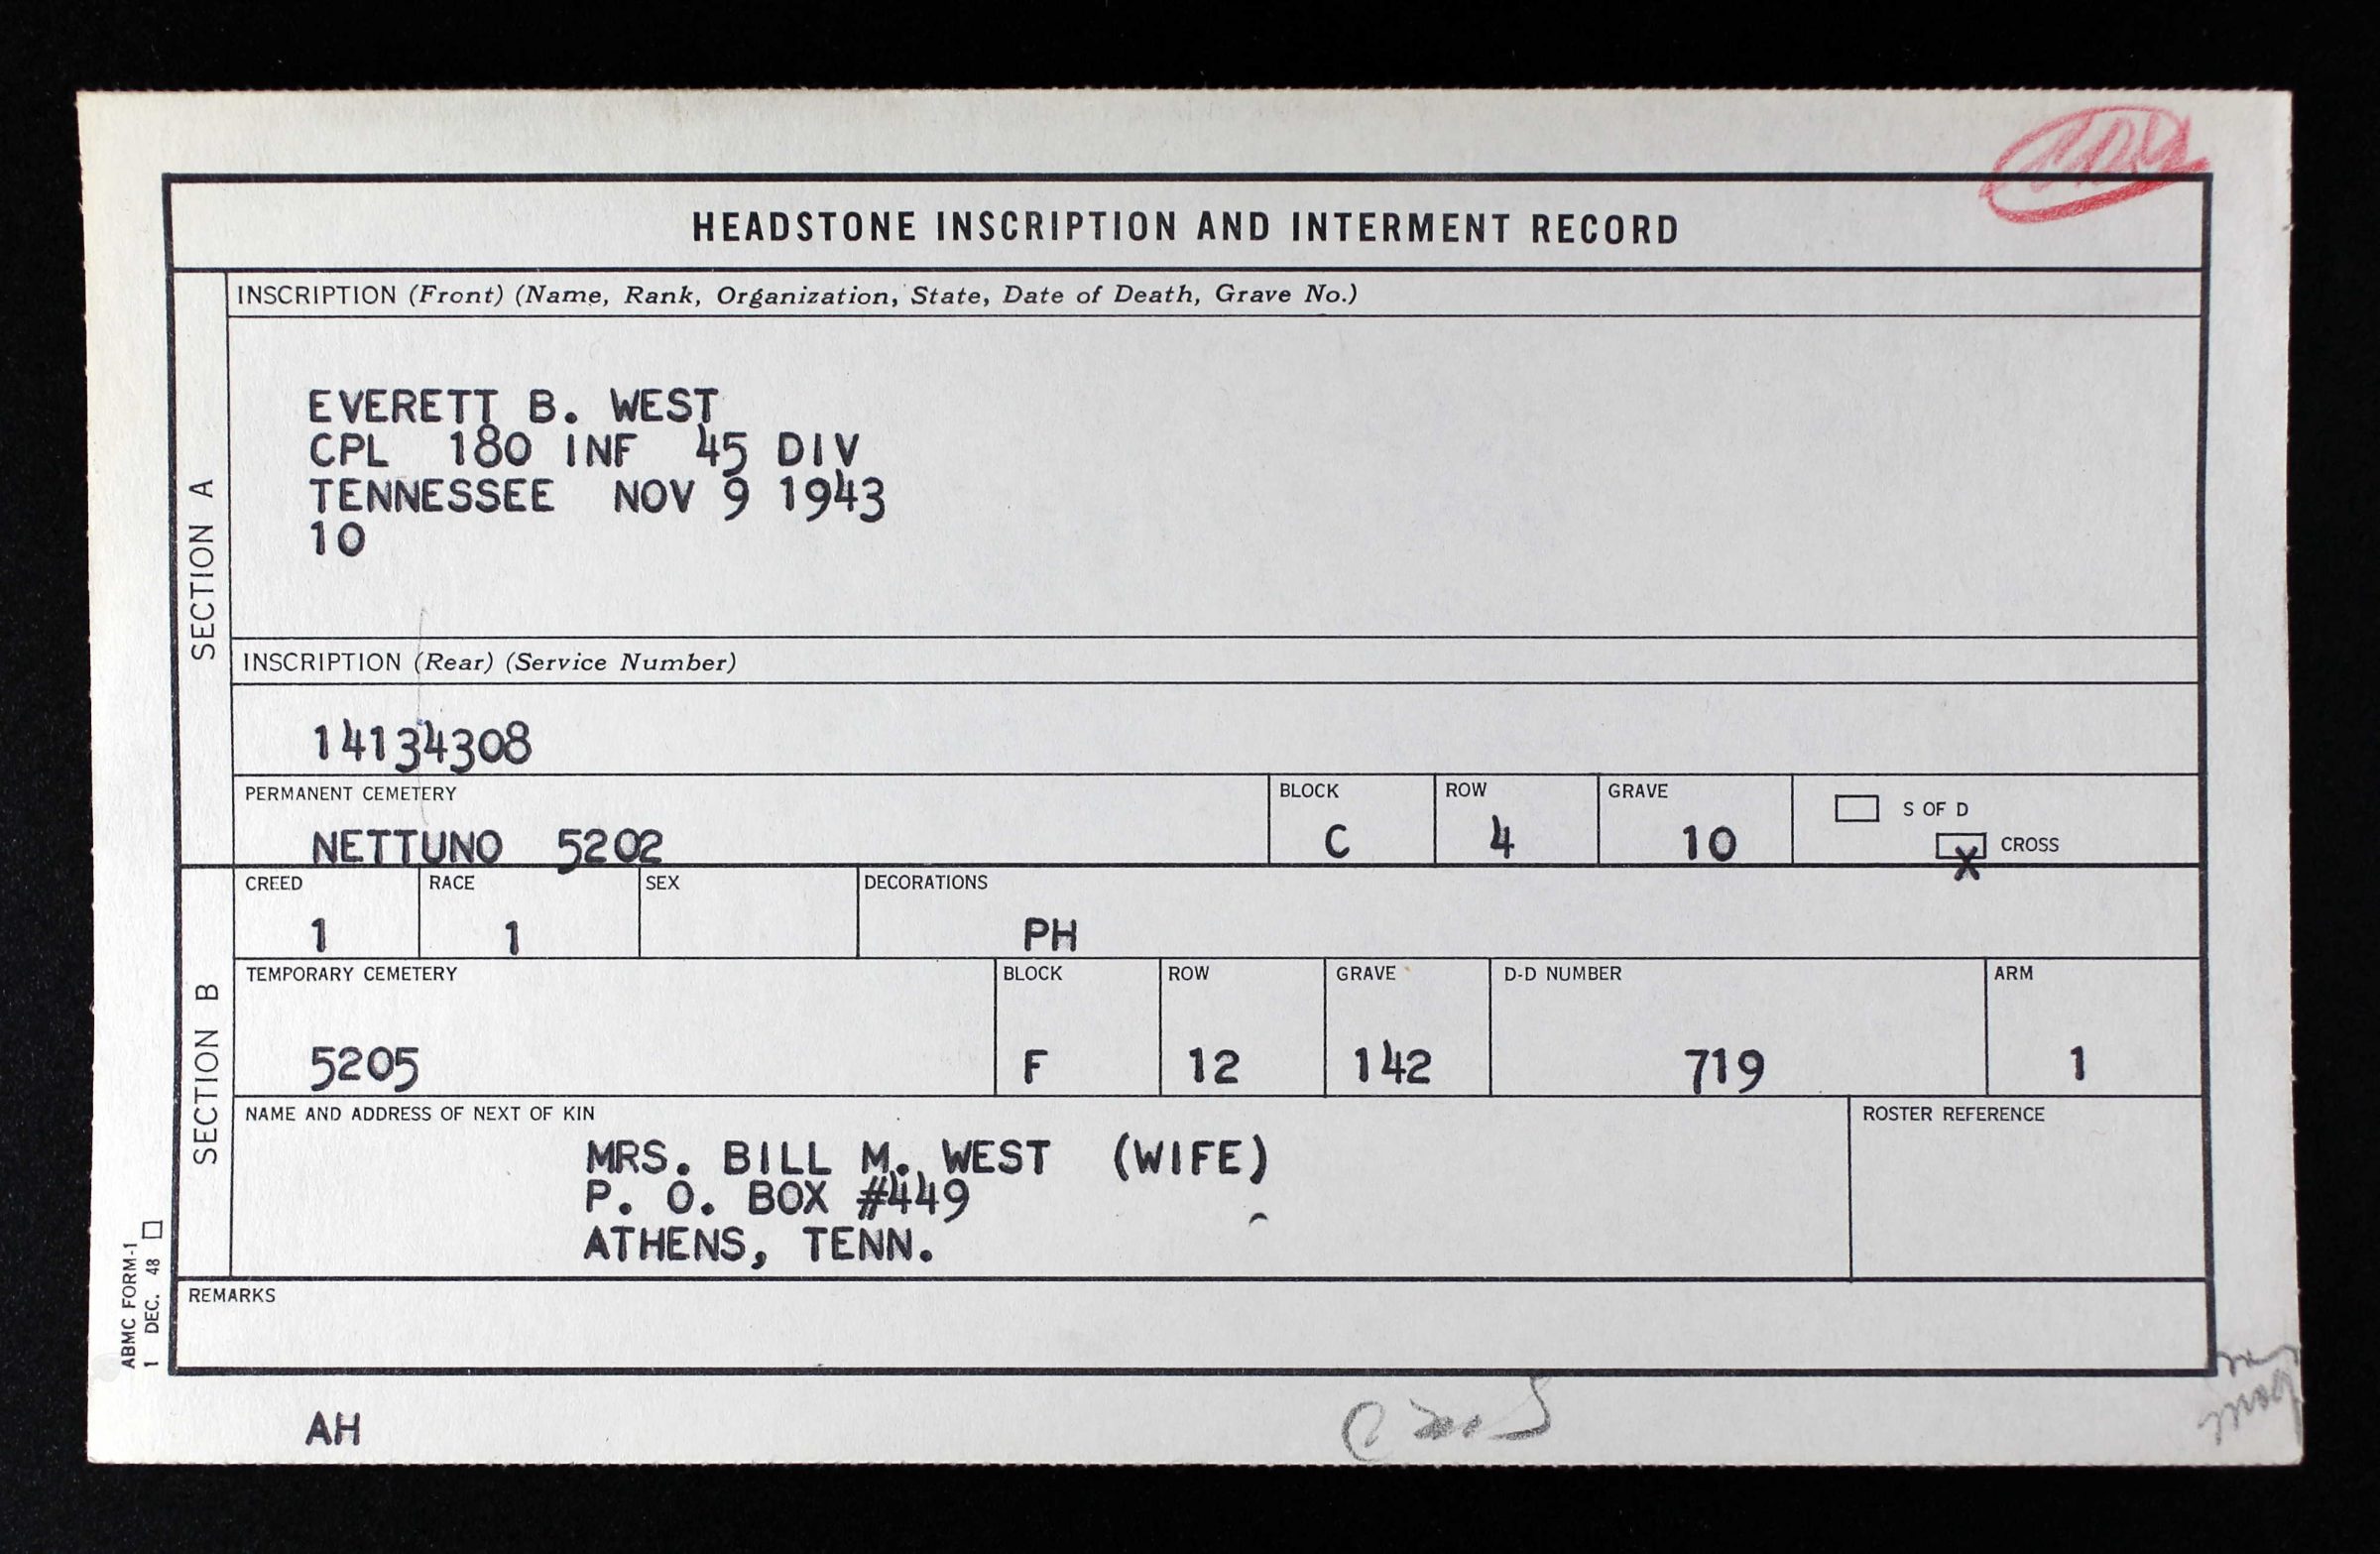 HEADSTONE INSCRIPTION AND INTERMENT RECORD
SECTION A
INSCRIPTION (Front) (Name, Rank, Organization, State, Date of Death, Grave No.)
EVERETT B. WEST
CPL 180 INF 45 DIV
TENNESSEE NOV 9 1943
10
INSCRIPTION (Rear) (Service Number)
14134308
PERMANENT CEMETERY BLOCK ROW GRAVE
NETTUNO 5202 C 4 10
S OF D
X CROSS
SECTION B
CREED RACE SEX DECORATIONS
1 1 PH
TEMPORARY CEMETERY BLOCK ROW GRAVE D-D NUMBER ARM
5205 F 12 142 719 1
NAME AND ADDRESS OF NEXT OF KIN ROSTER REFERENCE
MRS. BILL M. WEST (WIFE)
P. O. BOX #449
ATHENS, TENN.
REMARKS
ABMC FORM-1
1 DEC. 48
AH